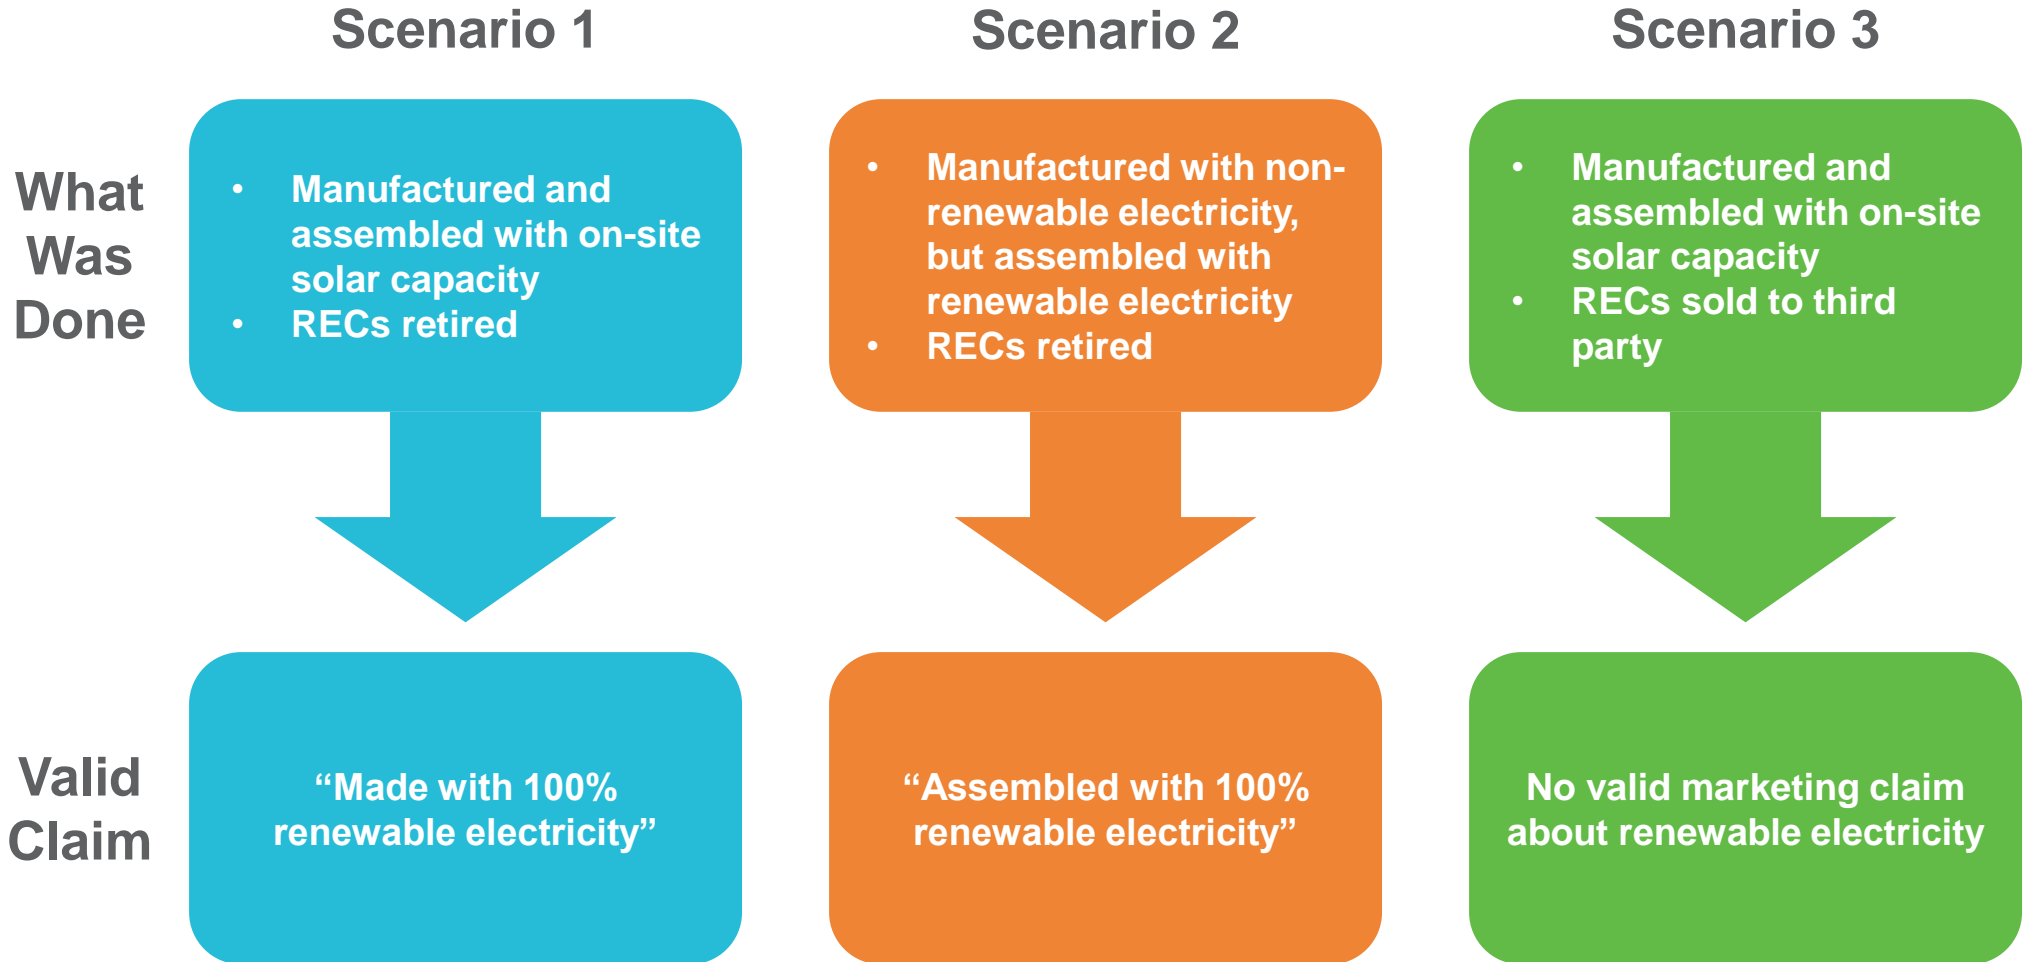 Scenario 1
Scenario 2
Scenario 3
What
Was
Done
• Manufactured and
assembled with on-site
solar capacity
• RECs retired
• Manufactured with non-
renewable electricity,
but assembled with
renewable electricity
• RECs retired
• Manufactured and
assembled with on-site
solar capacity
• RECs sold to third
party
Valid
Claim
“Made with 100%
renewable electricity”
“Assembled with 100%
renewable electricity”
No valid marketing claim
about renewable electricity